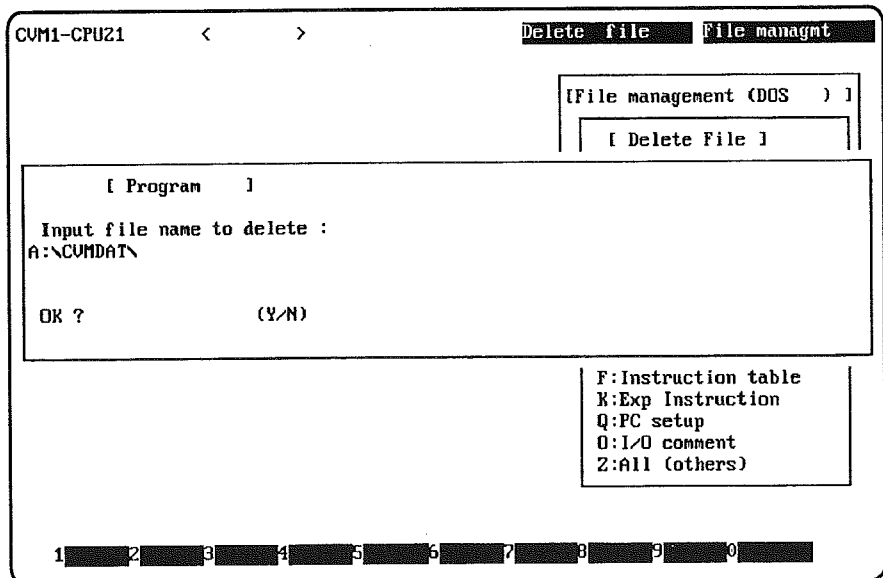 CVM1-CPU21 < > Delete file File managmt
[File management (DOS ) ]
[ Delete File ]
[ Program ]
Input file name to delete :
A:\CVMDAT\
OK ? (Y/N)
F:Instruction table
K:Exp Instruction
Q:PC setup
O:I/O comment
Z:All (others)
1 2 3 4 5 6 7 8 9 0